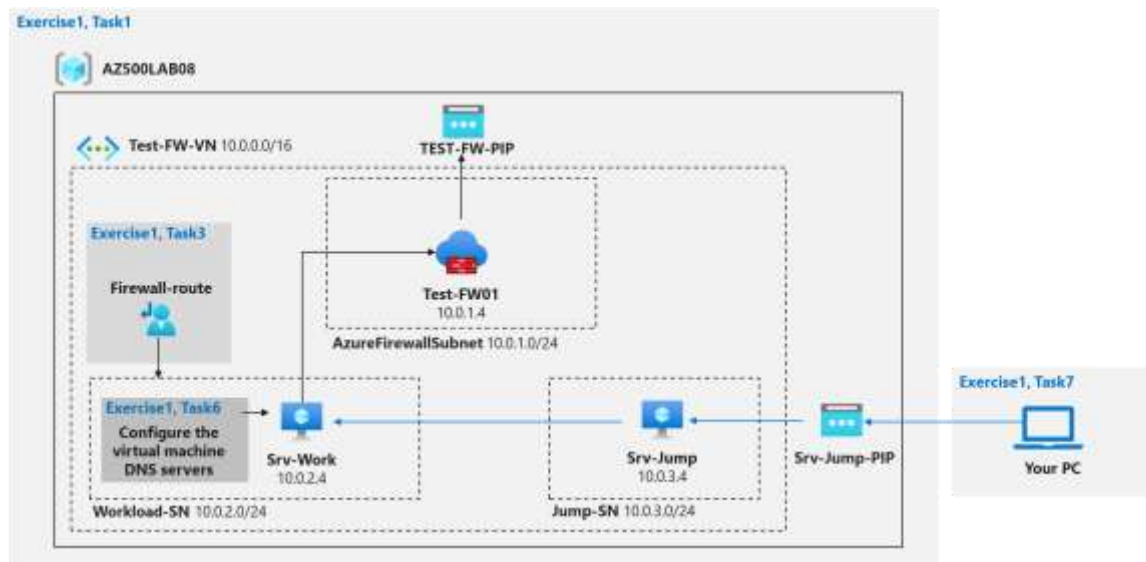 Exercise1, Task1
AZ500LAB08
Test-FW-VN 10.0.0.0/16
TEST-FW-PIP
Exercise1, Task3
Firewall-route
Test-FW01
10.0.1.4
AzureFirewallSubnet 10.0.1.0/24
Exercise1, Task6
Configure the
virtual machine
DNS servers
Srv-Work
10.0.2.4
Workload-SN 10.0.2.0/24
Srv-Jump
10.0.3.4
Jump-SN 10.0.3.0/24
Srv-Jump-PIP
Exercise1, Task7
Your PC